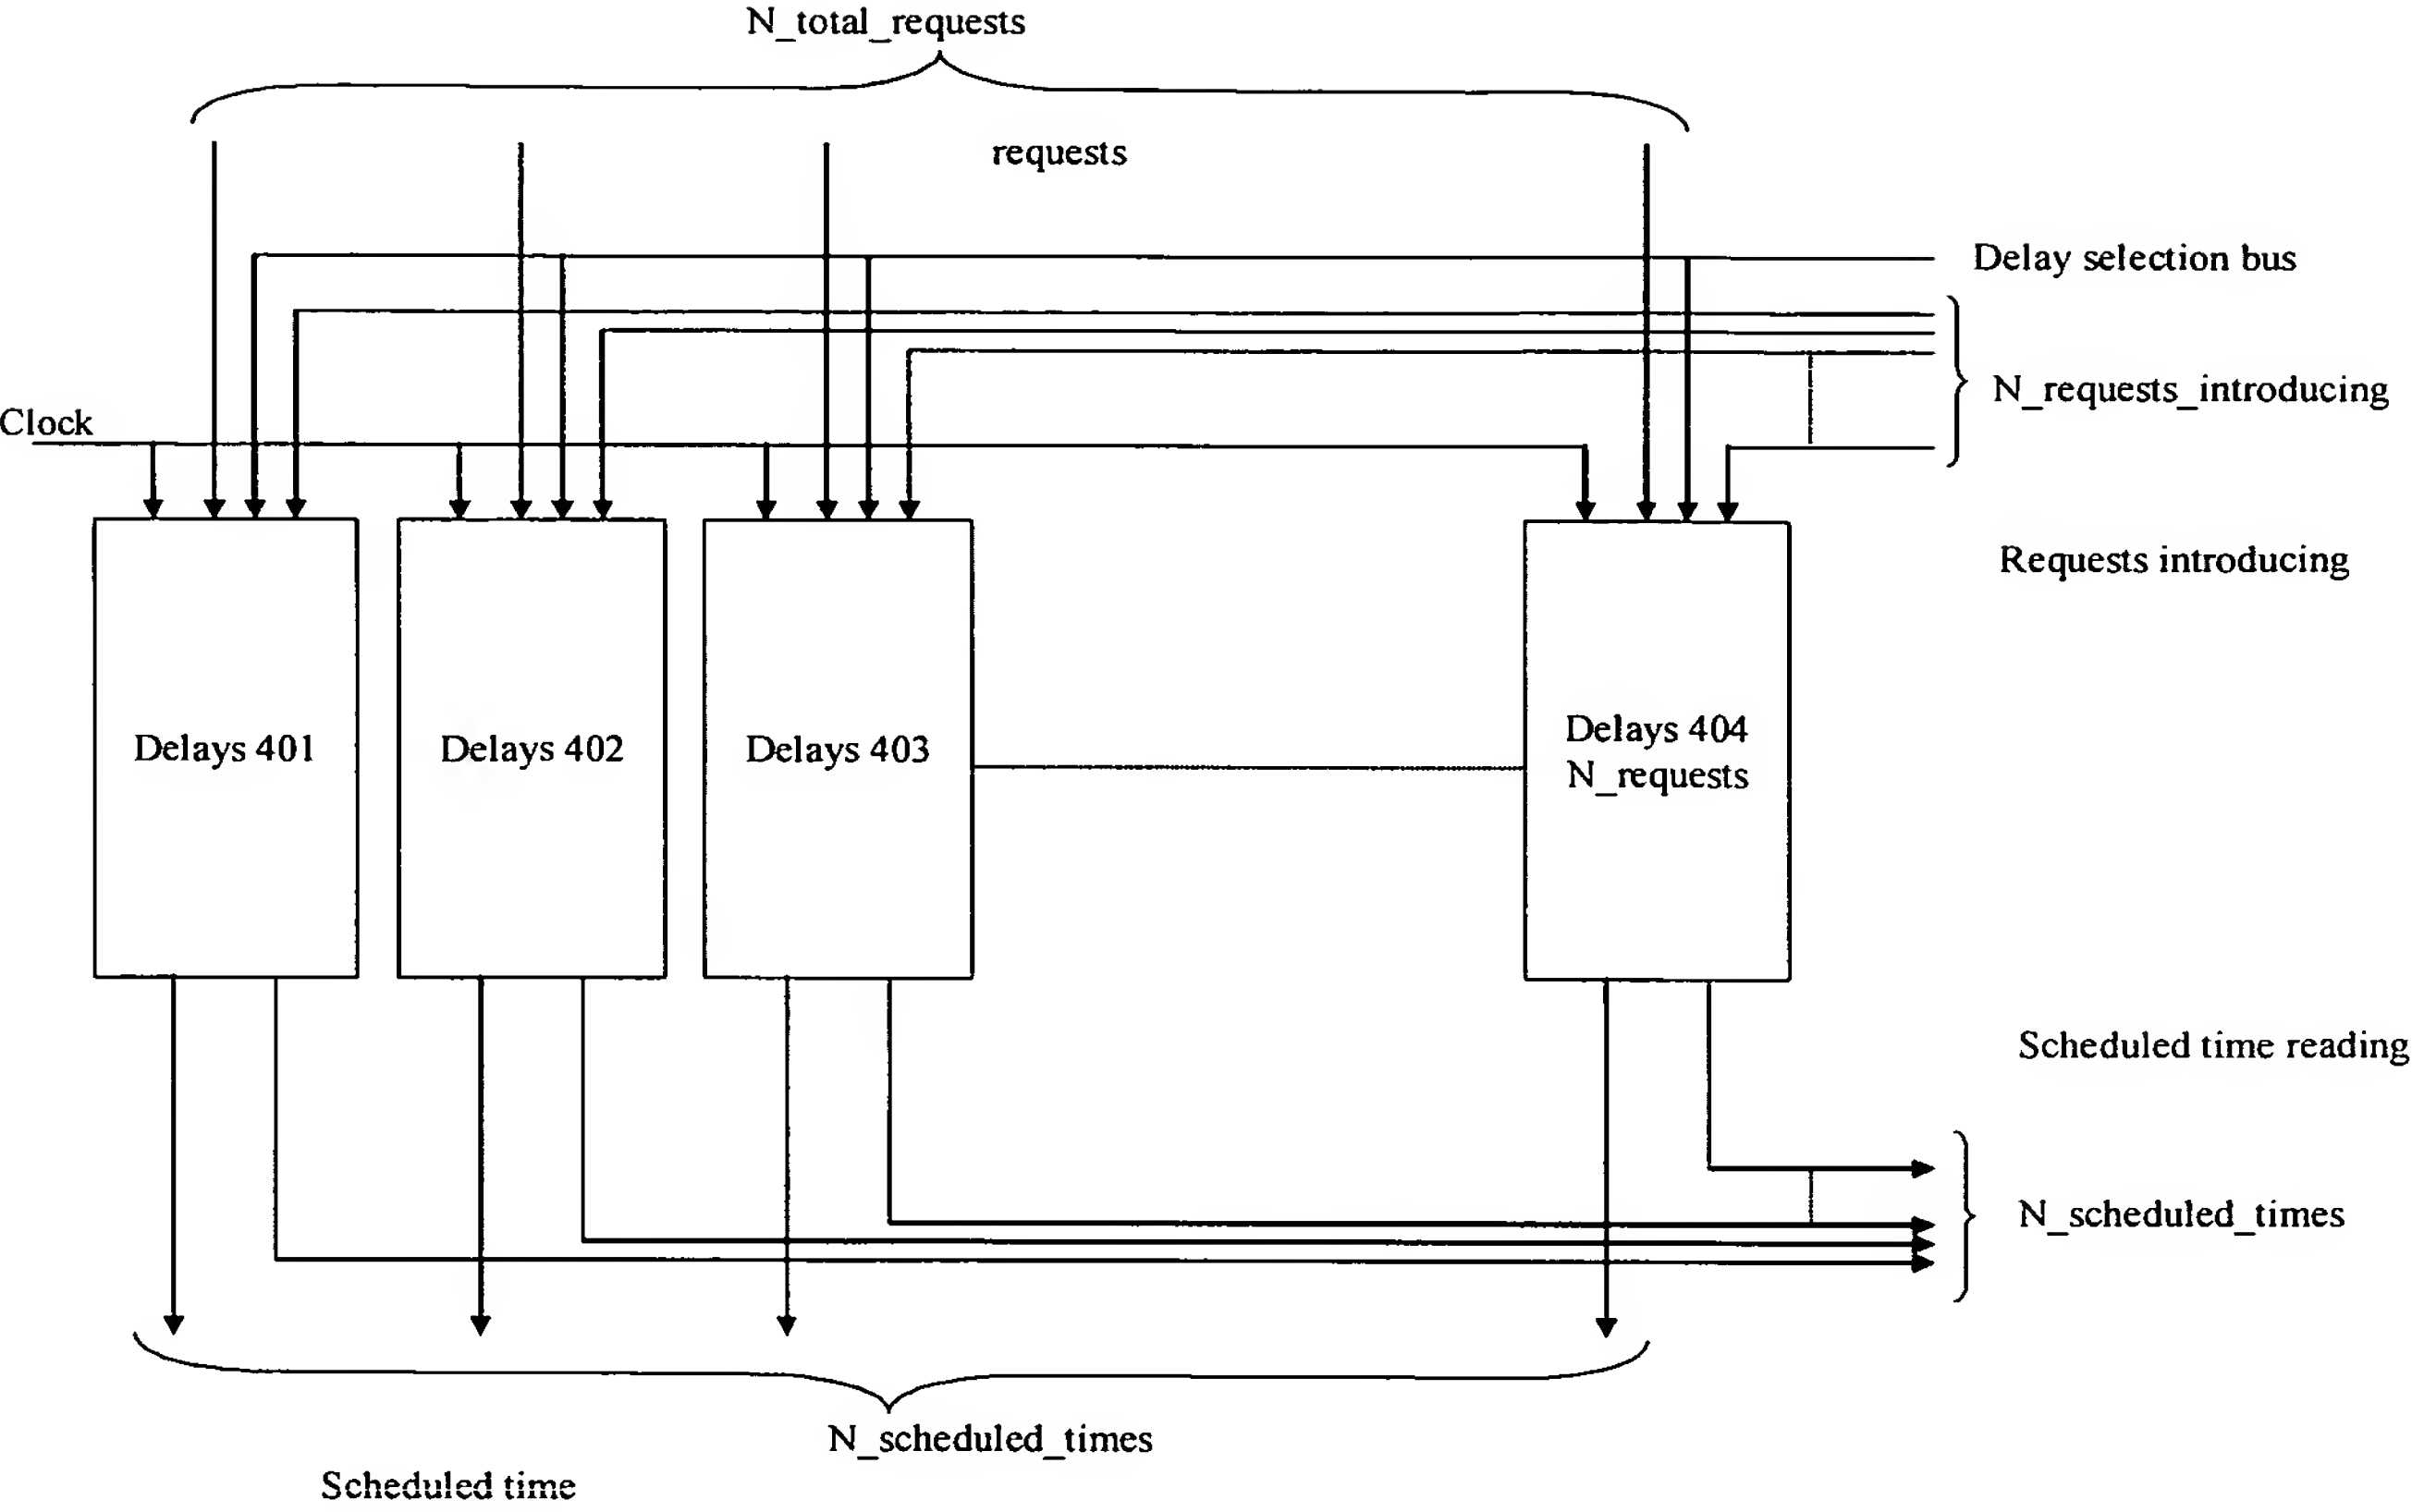 N_total_requests
requests
Delay selection bus
N_requests_introducing
Clock
Requests introducing
Delays 401
Delays 402
Delays 403
Delays 404
N_requests
Scheduled time reading
N_scheduled_times
N_scheduled_times
Scheduled time